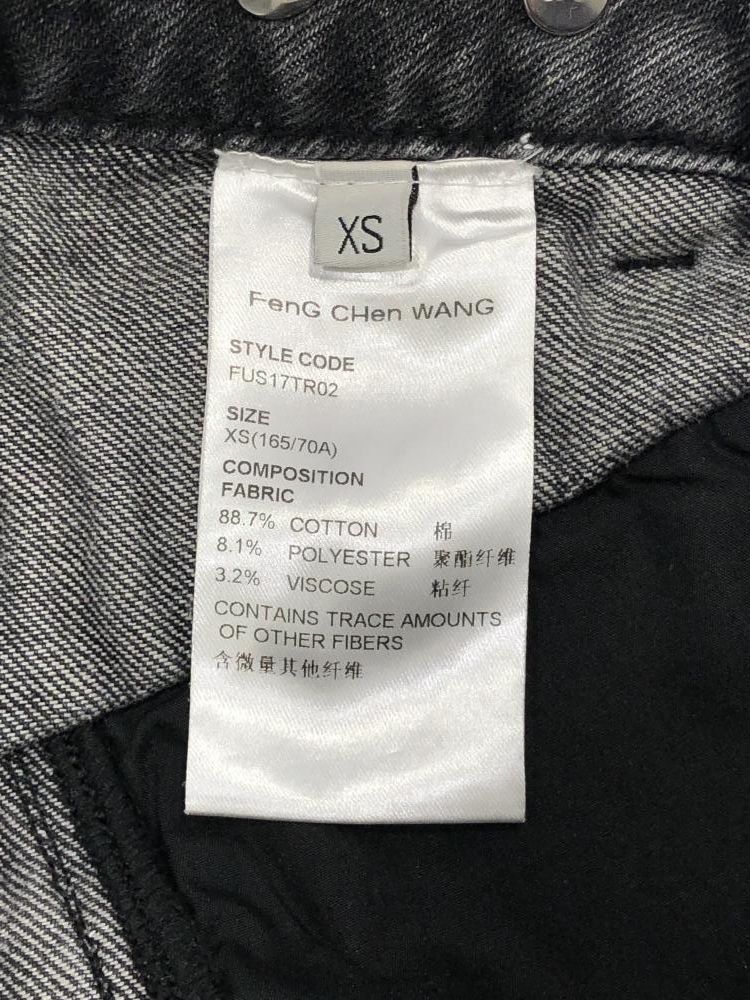 XS
FenG CHen WANG
STYLE CODE
FUS17TR02
SIZE
XS(165/70A)
COMPOSITION
FABRIC
88.7% COTTON 棉
8.1% POLYESTER 聚酯纤维
3.2% VISCOSE 粘纤
CONTAINS TRACE AMOUNTS
OF OTHER FIBERS
含微量其他纤维